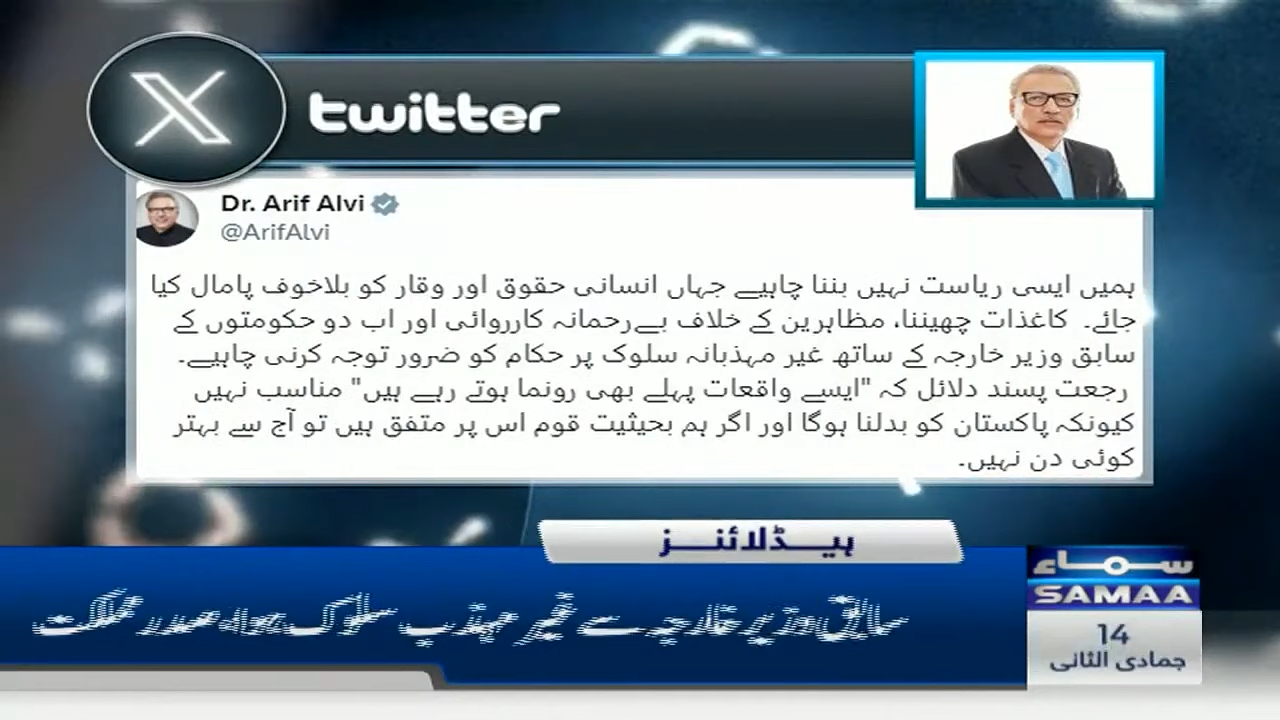 twitter
Dr. Arif Alvi
@ArifAlvi
ہمیں ایسی ریاست نہیں بننا چاہیے جہاں انسانی حقوق اور وقار کو بلاخوف پامال کیا
جائے۔ کاغذات چھیننا، مظاہرین کے خلاف بےرحمانہ کارروائی اور اب دو حکومتوں کے
سابق وزیر خارجہ کے ساتھ غیر مہذبانہ سلوک پر حکام کو ضرور توجہ کرنی چاہیے۔
رجعت پسند دلائل کہ "ایسے واقعات پہلے بھی رونما ہوتے رہے ہیں" مناسب نہیں
کیونکہ پاکستان کو بدلنا ہوگا اور اگر ہم بحیثیت قوم اس پر متفق ہیں تو آج سے بہتر
کوئی دن نہیں۔
ہیڈلائنز
سابق وزیر خارجہ سے غیر مہذب سلوک ہوا، صدر مملکت
سماء
SAMAA
14
جمادی الثانی